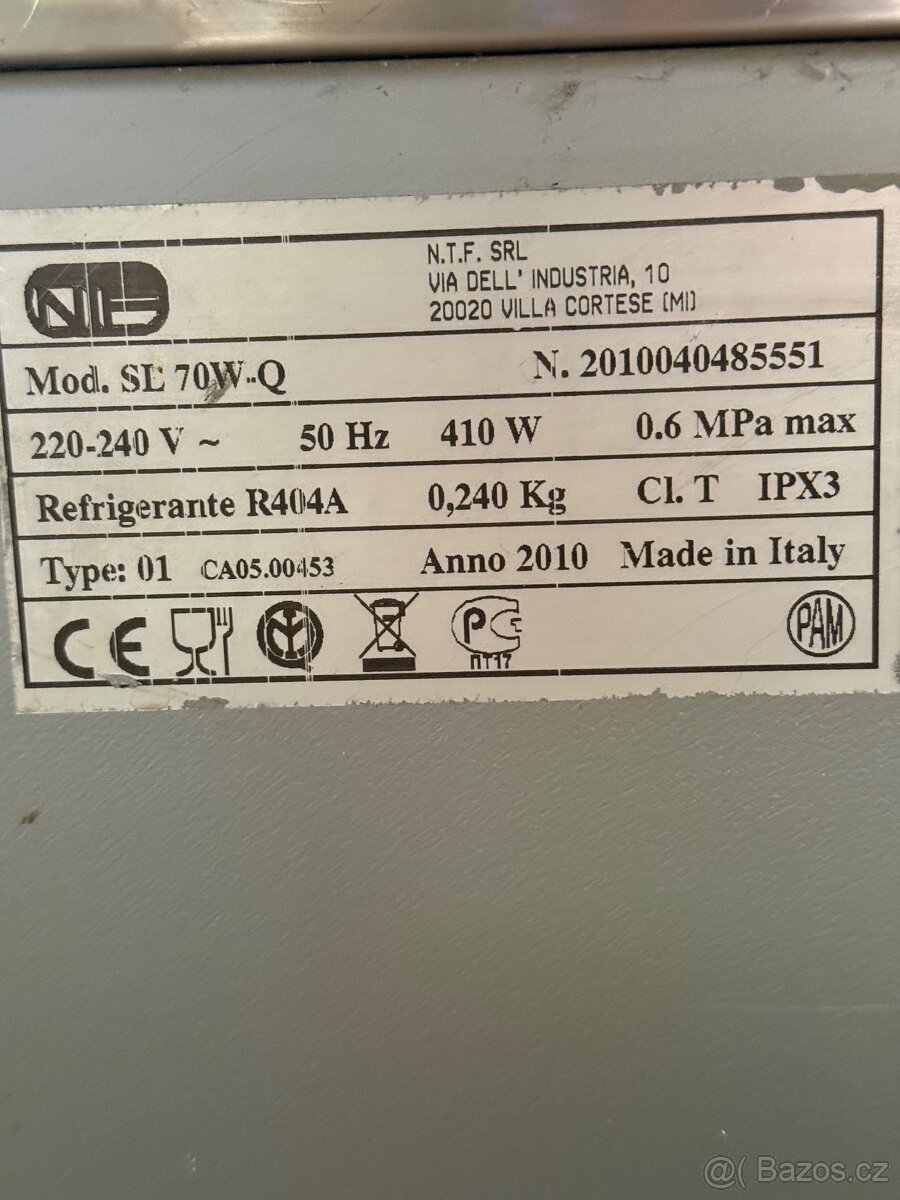 N.T.F. SRL
VIA DELL' INDUSTRIA, 10
20020 VILLA CORTESE (MI)
Mod. SL 70W-Q N. 2010040485551
220-240 V ~ 50 Hz 410 W 0.6 MPa max
Refrigerante R404A 0,240 Kg Cl. T IPX3
Type: 01 CA05.00453 Anno 2010 Made in Italy
CE PC ПТ17 PAM
@( Bazos.cz